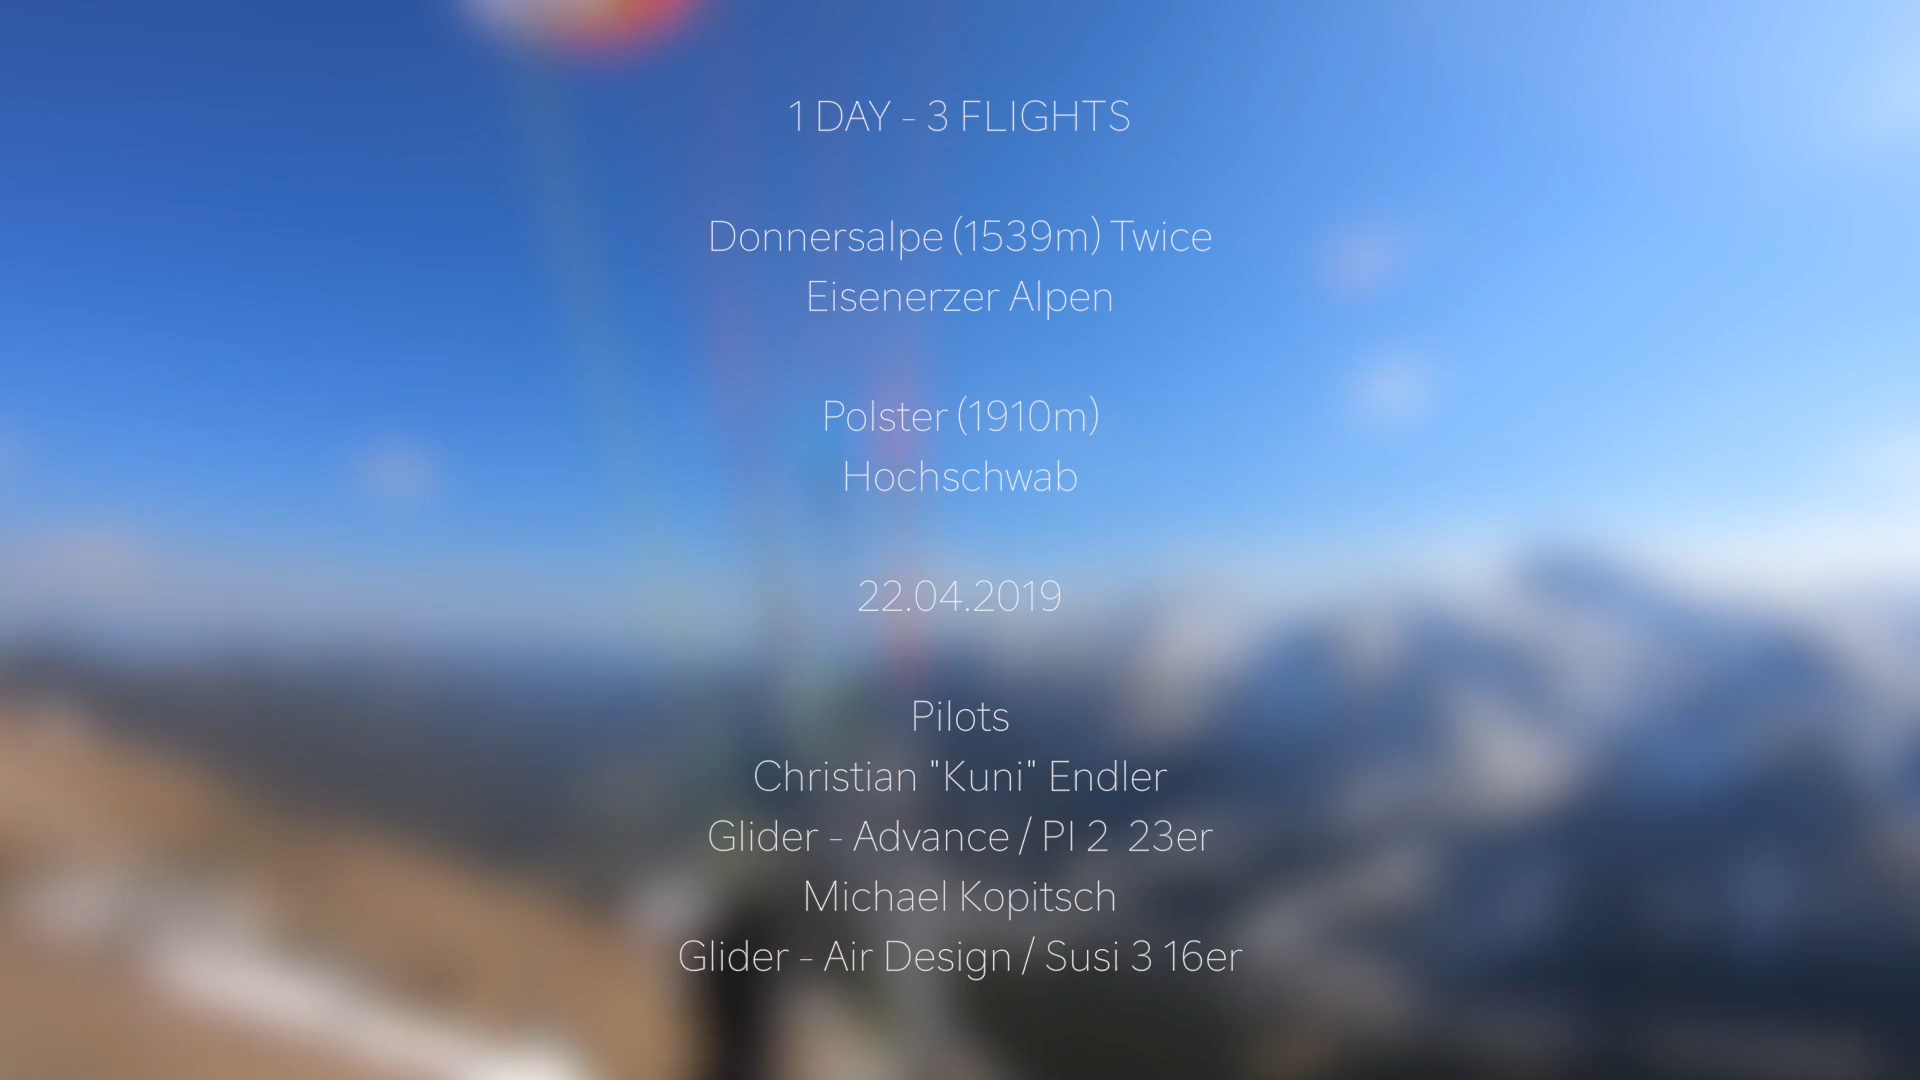 1 DAY - 3 FLIGHTS
Donnersalpe (1539m) Twice
Eisenerzer Alpen
Polster (1910m)
Hochschwab
22.04.2019
Pilots
Christian "Kuni" Endler
Glider - Advance / PI 2  23er
Michael Kopitsch
Glider - Air Design / Susi 3 16er